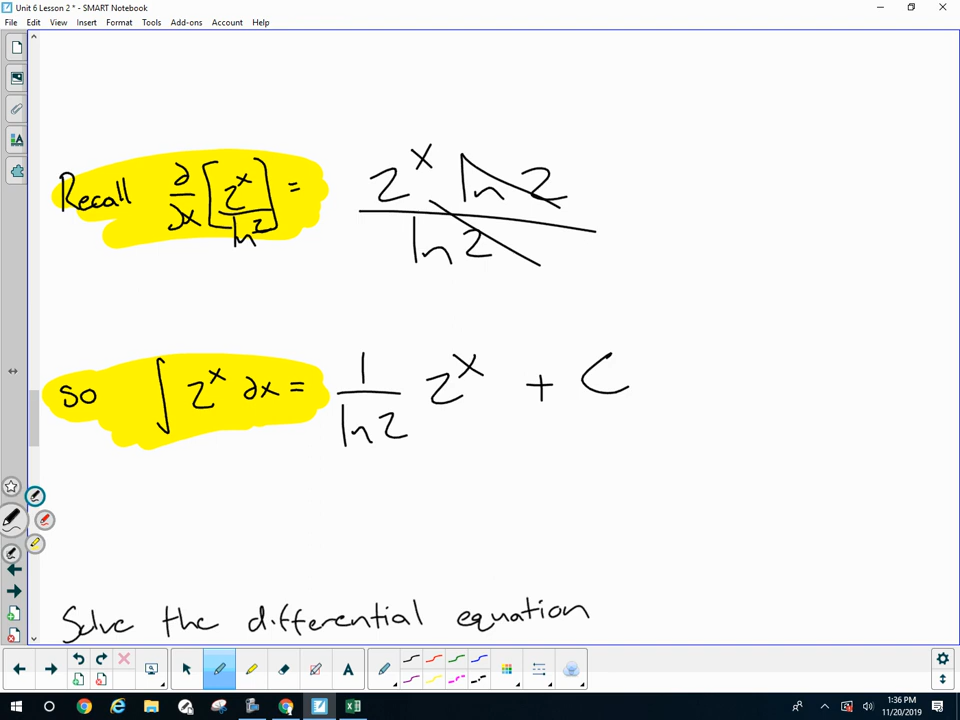 Unit 6 Lesson 2 * - SMART Notebook
File Edit View Insert Format Tools Add-ons Account Help
Recall ∂/∂x [2^x / ln 2] = 2^x ln 2 / ln 2
So ∫ 2^x ∂x = 1/ln 2 2^x + C
Solve the differential equation
1:36 PM
11/20/2019